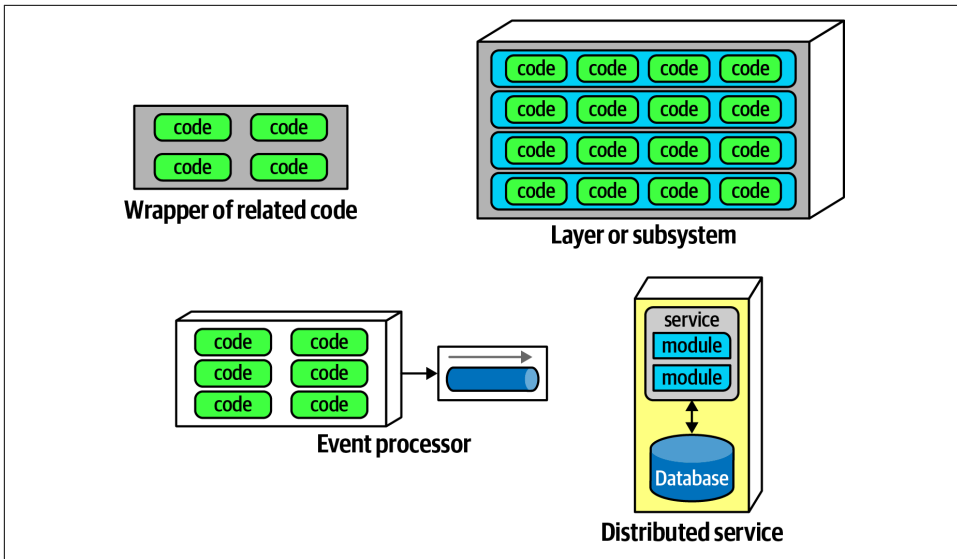 code code
code code
Wrapper of related code
code code code code
code code code code
code code code code
code code code code
Layer or subsystem
code code
code code
code code
Event processor
service
module
module
Database
Distributed service